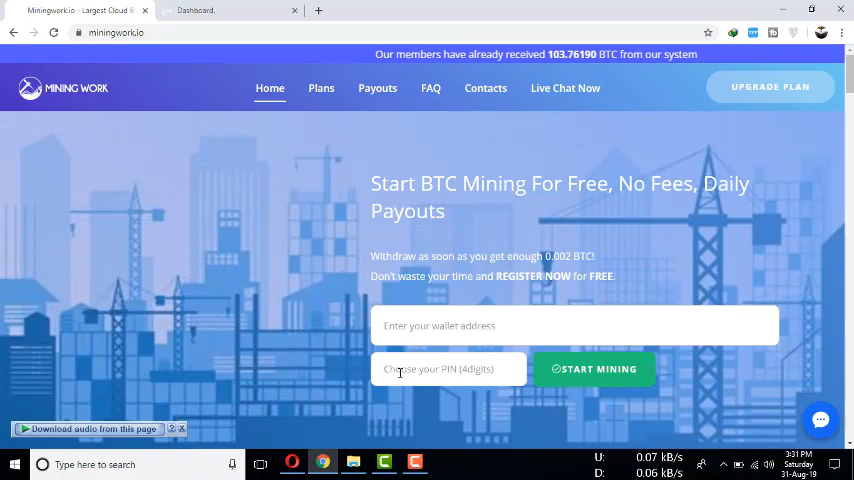 Miningwork.io - Largest Cloud B
Dashboard.
miningwork.io
Our members have already received 103.76190 BTC from our system
MINING WORK
Home
Plans
Payouts
FAQ
Contacts
Live Chat Now
UPGRADE PLAN
Start BTC Mining For Free, No Fees, Daily
Payouts
Withdraw as soon as you get enough 0.002 BTC!
Don't waste your time and REGISTER NOW for FREE.
Enter your wallet address
Choose your PIN (4digits)
START MINING
Download audio from this page
?
Type here to search
U: 0.07 kB/s
D: 0.06 kB/s
3:31 PM
Saturday
31-Aug-19